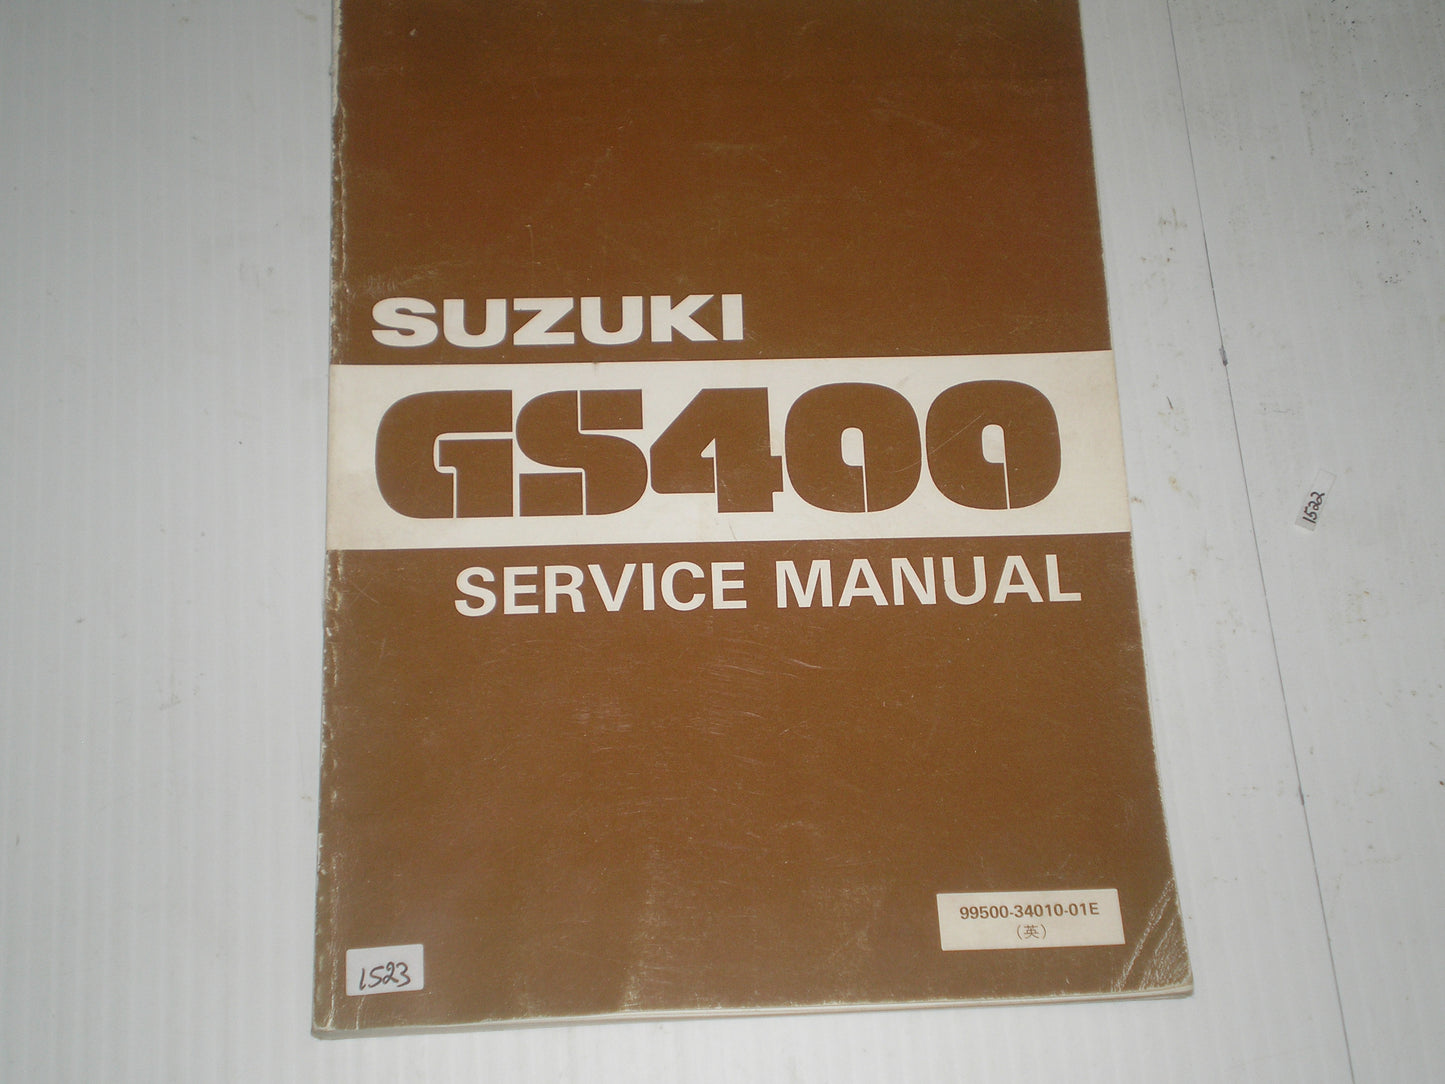 SUZUKI
GS400
SERVICE MANUAL
99500-34010-01E
(英)
1523
1522